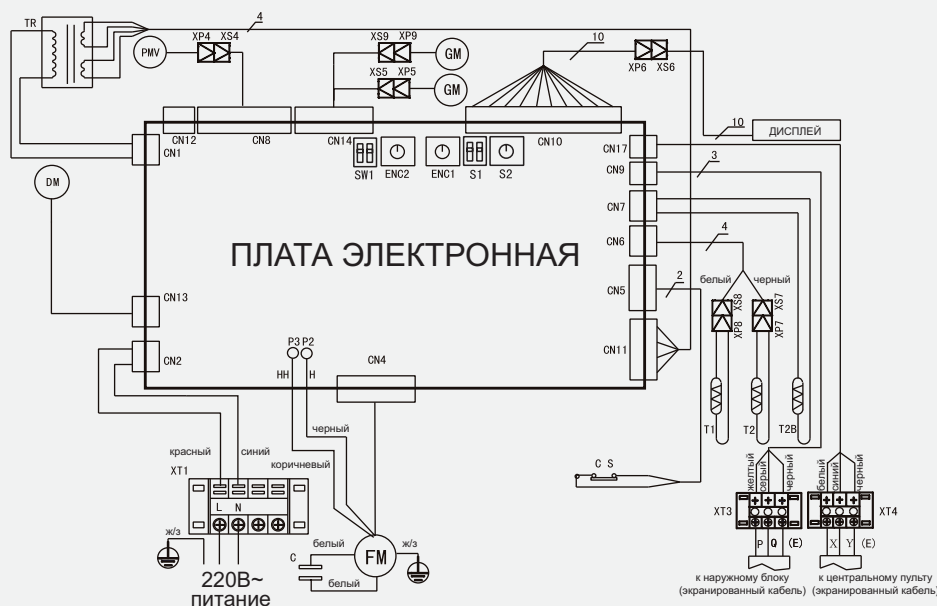 TR
4
PMV
XP4 XS4
XS9 XP9
GM
XS5 XP5
GM
10
XP6 XS6
10
ДИСПЛЕЙ
CN12
CN8
CN14
CN10
CN1
CN17
SW1
ENC2
ENC1
S1
S2
CN9
3
DM
CN7
ПЛАТА ЭЛЕКТРОННАЯ
CN6
4
белый
черный
CN13
CN5
2
XS8
XP8
XS7
XP7
CN2
P3 P2
CN4
CN11
HH
H
T1
T2
T2B
черный
красный
синий
коричневый
C S
XT1
желтый
серый
черный
белый
синий
черный
L N
XT3
XT4
P Q (E)
X Y (E)
ж/з
белый
FM
ж/з
C
белый
220В~
питание
к наружному блоку
(экранированный кабель)
к центральному пульту
(экранированный кабель)